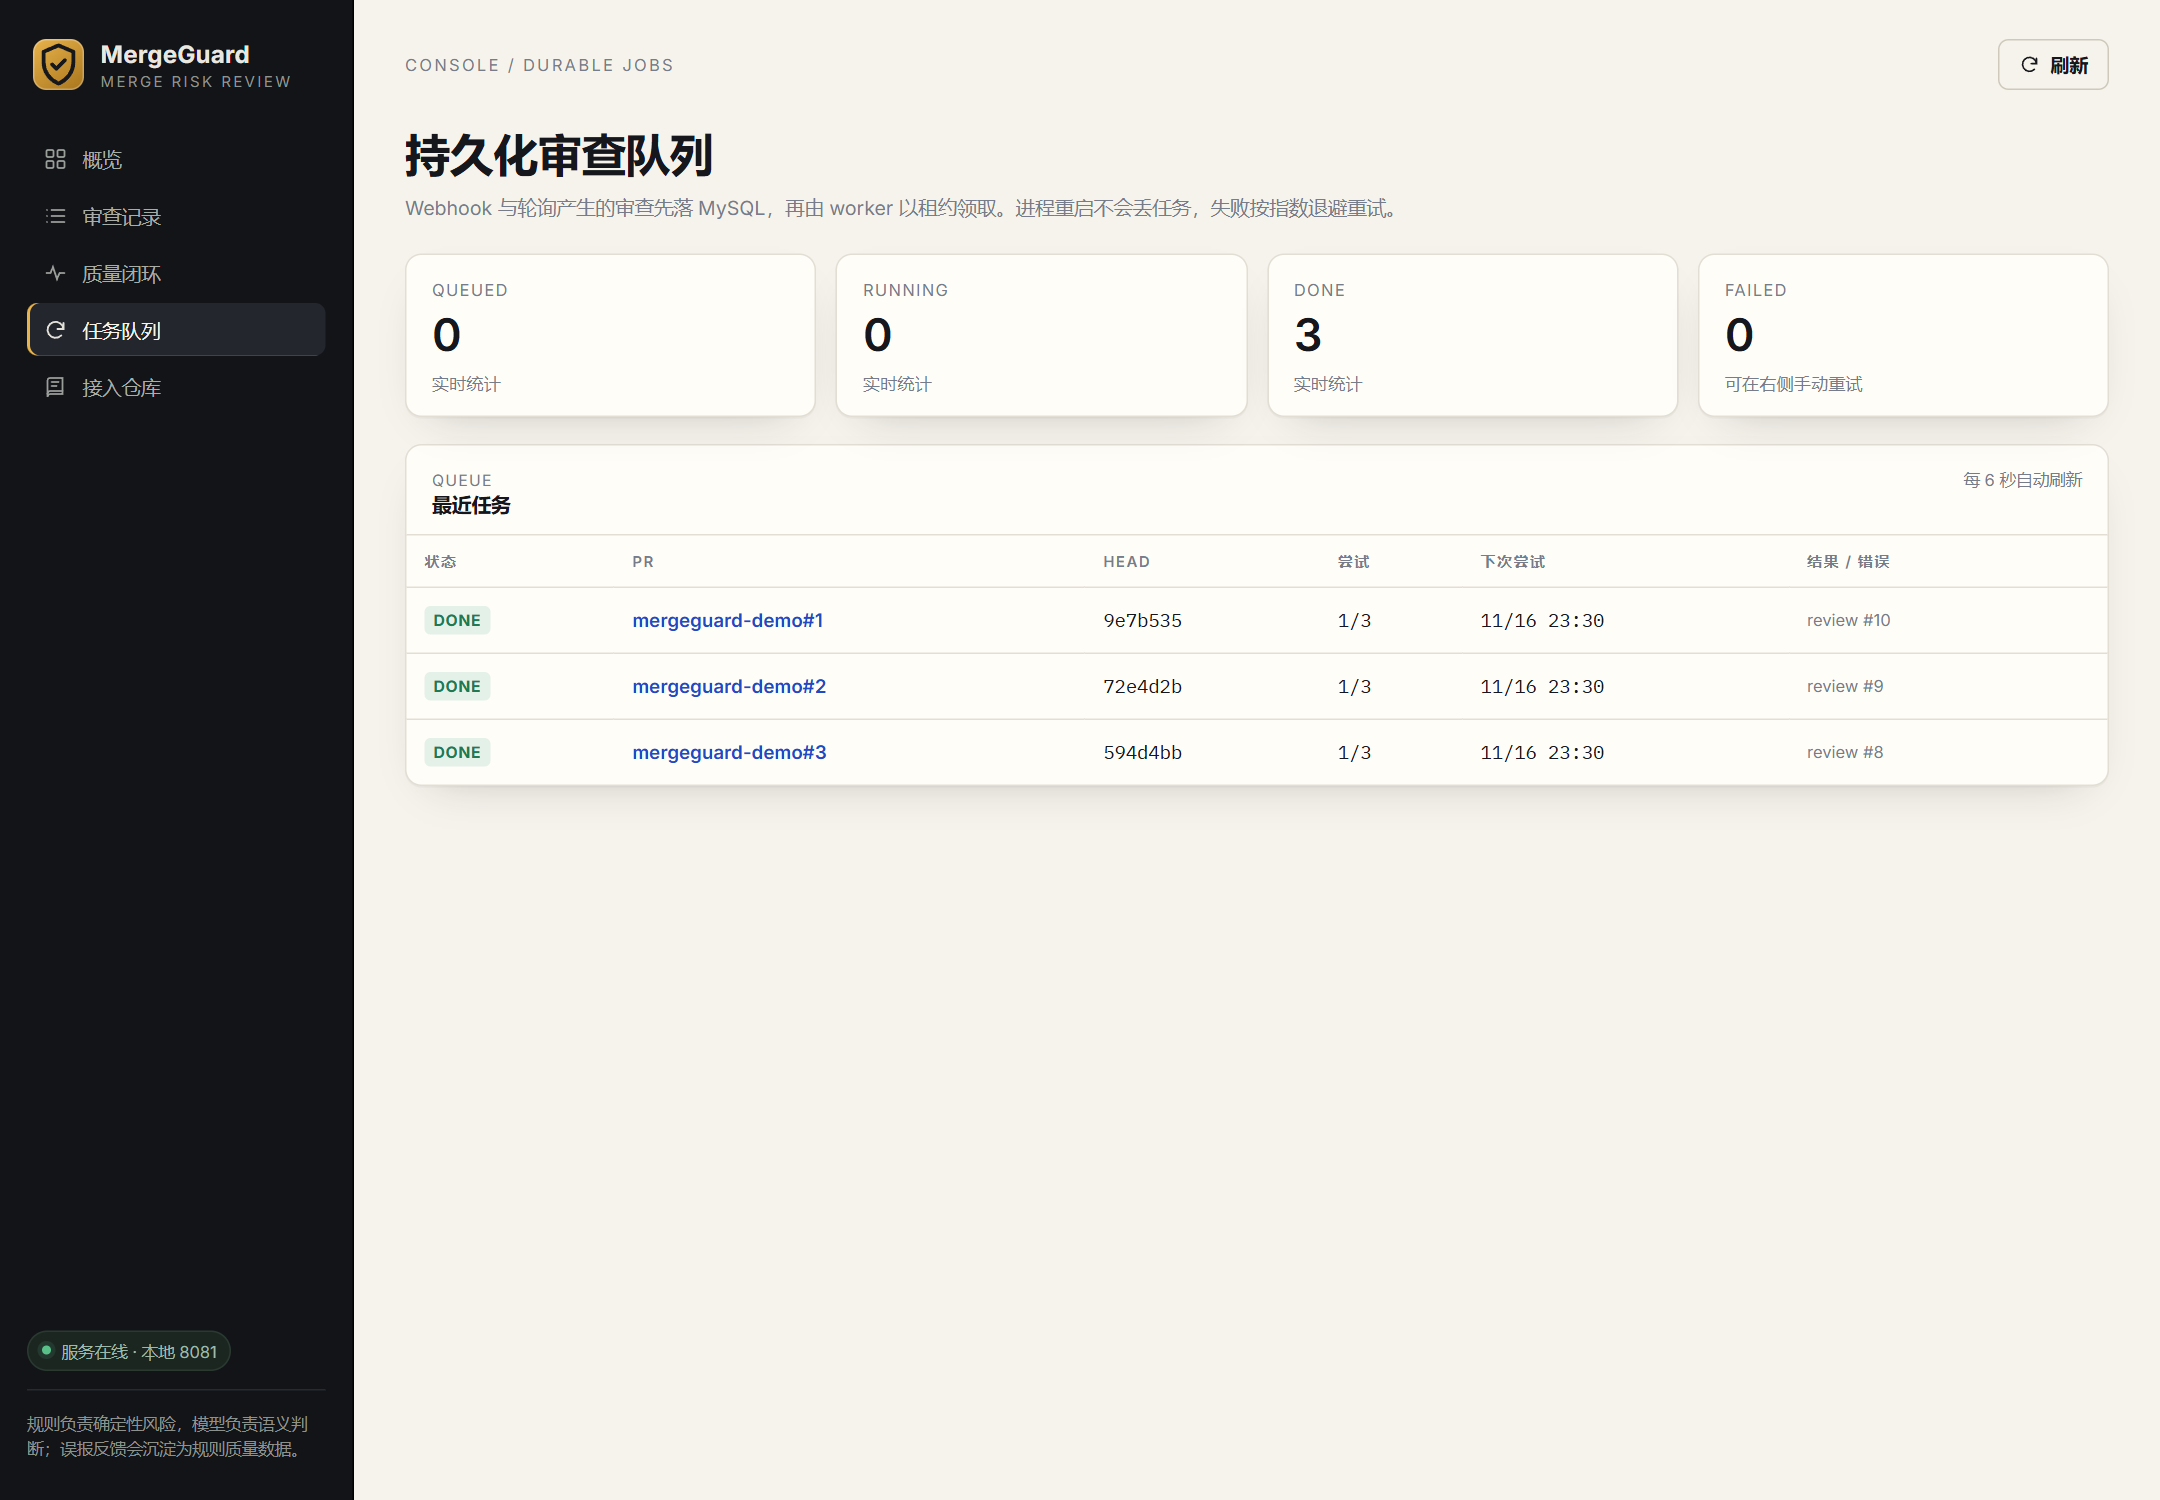 MergeGuard
MERGE RISK REVIEW
概览
审查记录
质量闭环
任务队列
接入仓库
服务在线 · 本地 8081
规则负责确定性风险，模型负责语义判
断；误报反馈会沉淀为规则质量数据。
CONSOLE / DURABLE JOBS
刷新
持久化审查队列
Webhook 与轮询产生的审查先落 MySQL，再由 worker 以租约领取。进程重启不会丢任务，失败按指数退避重试。
QUEUED
0
实时统计
RUNNING
0
实时统计
DONE
3
实时统计
FAILED
0
可在右侧手动重试
QUEUE
最近任务
每 6 秒自动刷新
状态 PR HEAD 尝试 下次尝试 结果 / 错误
DONE mergeguard-demo#1 9e7b535 1/3 11/16 23:30 review #10
DONE mergeguard-demo#2 72e4d2b 1/3 11/16 23:30 review #9
DONE mergeguard-demo#3 594d4bb 1/3 11/16 23:30 review #8